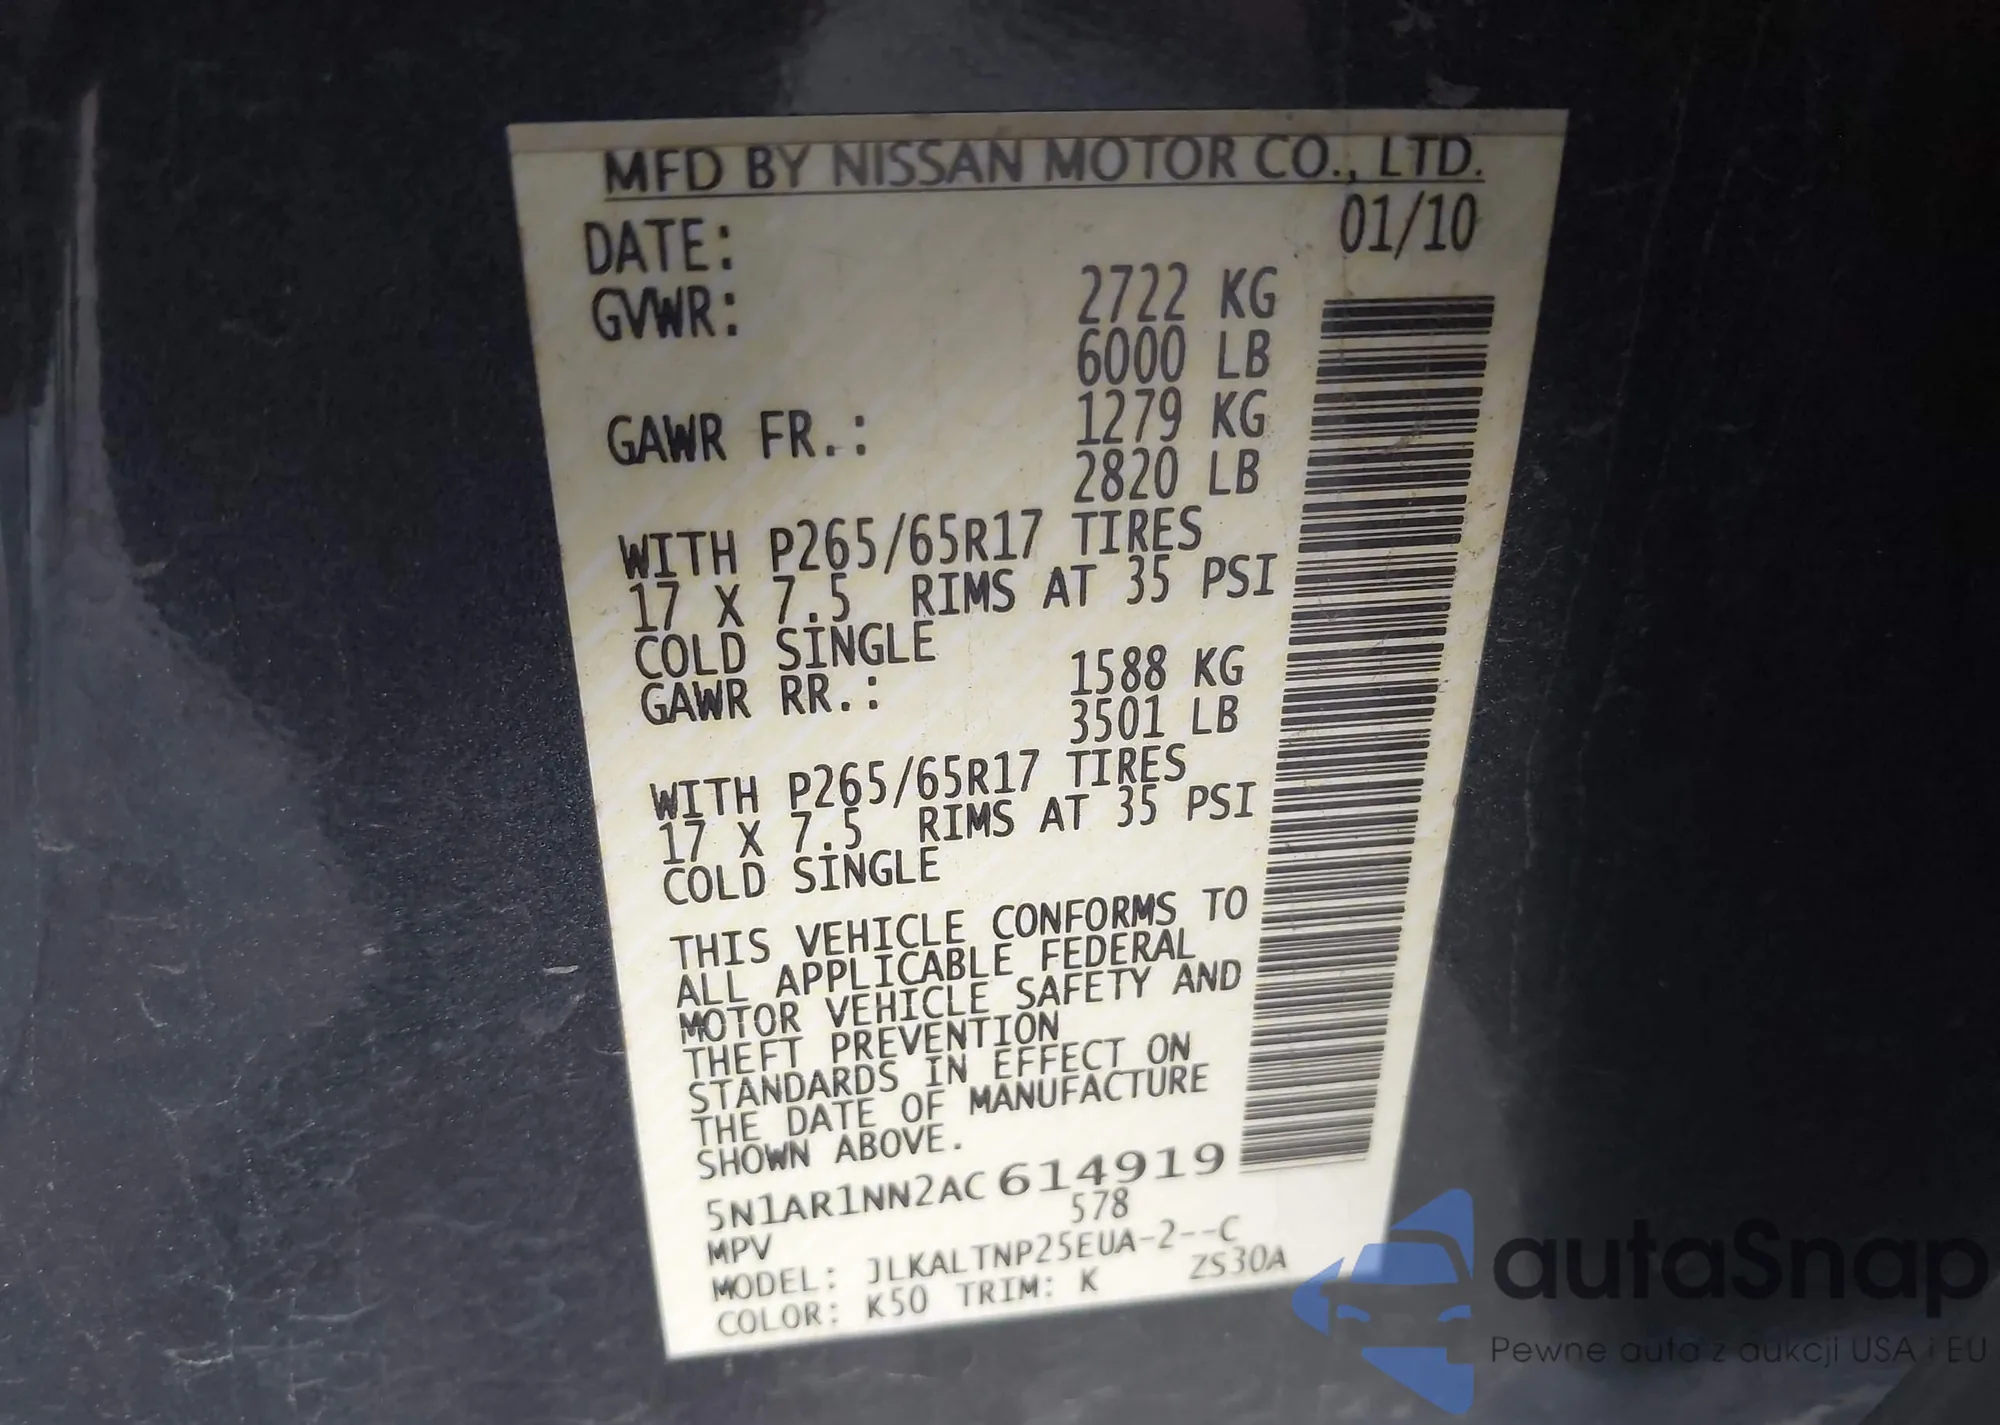 MFD BY NISSAN MOTOR CO., LTD.
DATE: 01/10
GVWR: 2722 KG
6000 LB
GAWR FR.: 1279 KG
2820 LB
WITH P265/65R17 TIRES
17 X 7.5 RIMS AT 35 PSI
COLD SINGLE
GAWR RR.: 1588 KG
3501 LB
WITH P265/65R17 TIRES
17 X 7.5 RIMS AT 35 PSI
COLD SINGLE
THIS VEHICLE CONFORMS TO
ALL APPLICABLE FEDERAL
MOTOR VEHICLE SAFETY AND
THEFT PREVENTION
STANDARDS IN EFFECT ON
THE DATE OF MANUFACTURE
SHOWN ABOVE.
5N1AR1NN2AC614919
MPV 578
MODEL: JLKALTNP25EUA-2--C
COLOR: K50 TRIM: K ZS30A
autaSnap
Pewne auta z aukcji USA i EU